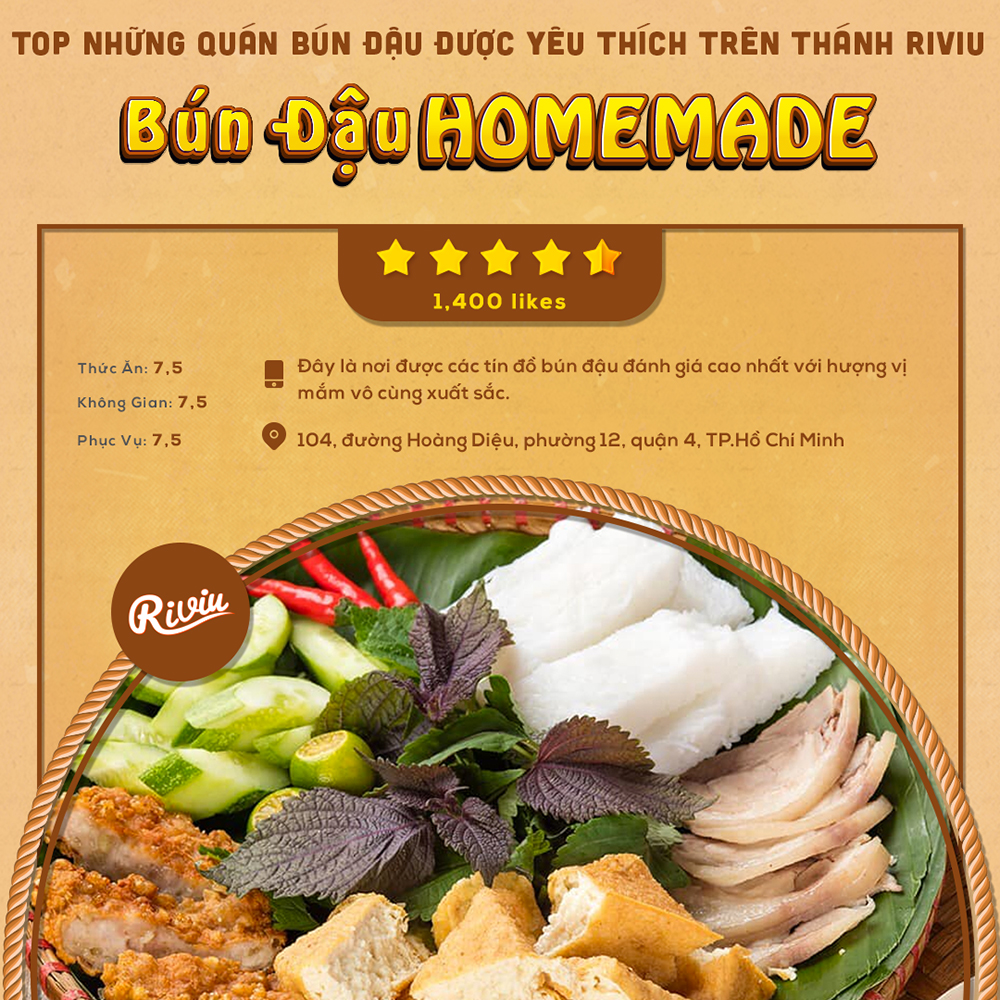 TOP NHỮNG QUÁN BÚN ĐẬU ĐƯỢC YÊU THÍCH TRÊN THÁNH RIVIU
Bún Đậu HOMEMADE
1,400 likes
Thức Ăn: 7,5
Không Gian: 7,5
Phục Vụ: 7,5
Đây là nơi được các tín đồ bún đậu đánh giá cao nhất với hượng vị
mắm vô cùng xuất sắc.
104, đường Hoàng Diệu, phường 12, quận 4, TP.Hồ Chí Minh
Riviu